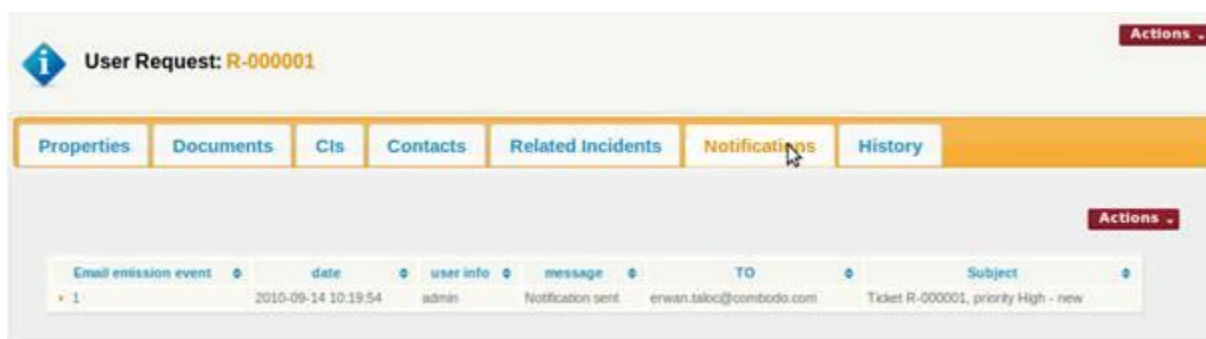 Actions
User Request: R-000001
Properties Documents CIs Contacts Related Incidents Notifications History
Actions
Email emission event date user info message TO Subject
1 2010-09-14 10:19:54 admin Notification sent erwan.taloc@combodo.com Ticket R-000001, priority High - new